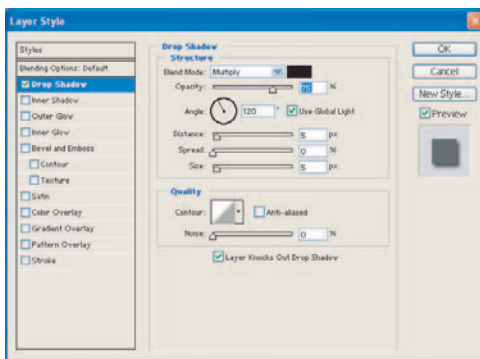 Layer Style
Styles
Blending Options: Default
Drop Shadow
Inner Shadow
Outer Glow
Inner Glow
Bevel and Emboss
Contour
Texture
Satin
Color Overlay
Gradient Overlay
Pattern Overlay
Stroke
Drop Shadow
Structure
Blend Mode: Multiply
Opacity: %
Angle: 120 °
Use Global Light
Distance: 5 px
Spread: 0 %
Size: 5 px
Quality
Contour:
Anti-aliased
Noise: 0 %
Layer Knocks Out Drop Shadow
OK
Cancel
New Style...
Preview